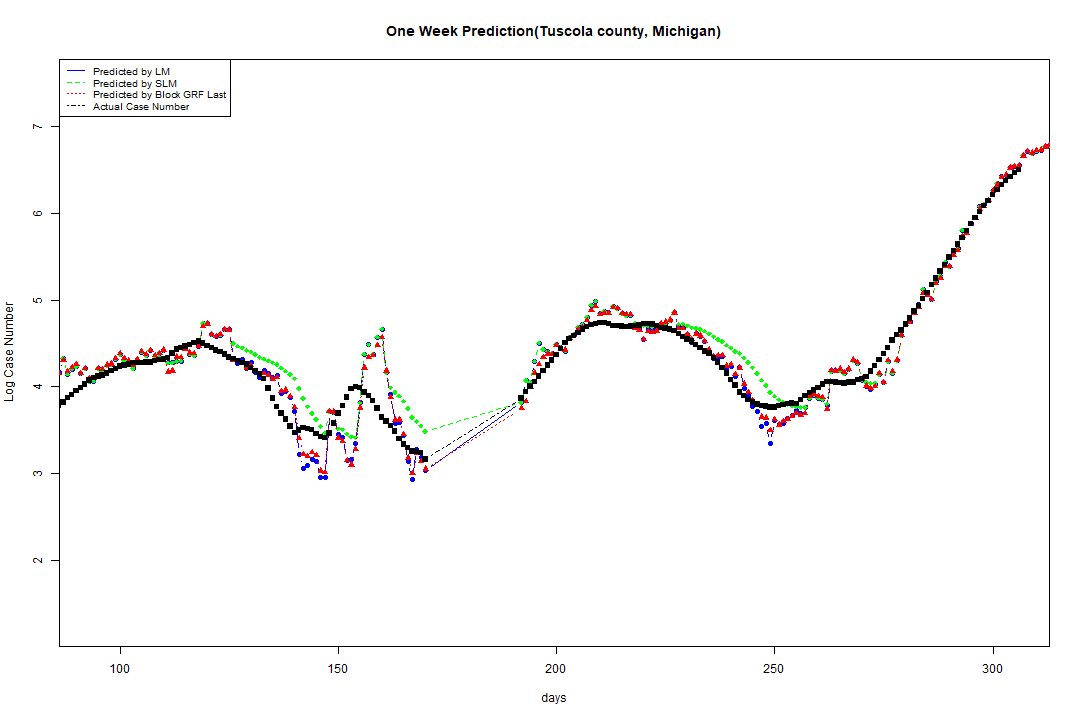 One Week Prediction(Tuscola county, Michigan)
Predicted by LM
Predicted by SLM
Predicted by Block GRF Last
Actual Case Number
Log Case Number
7
6
5
4
3
2
100 150 200 250 300
days